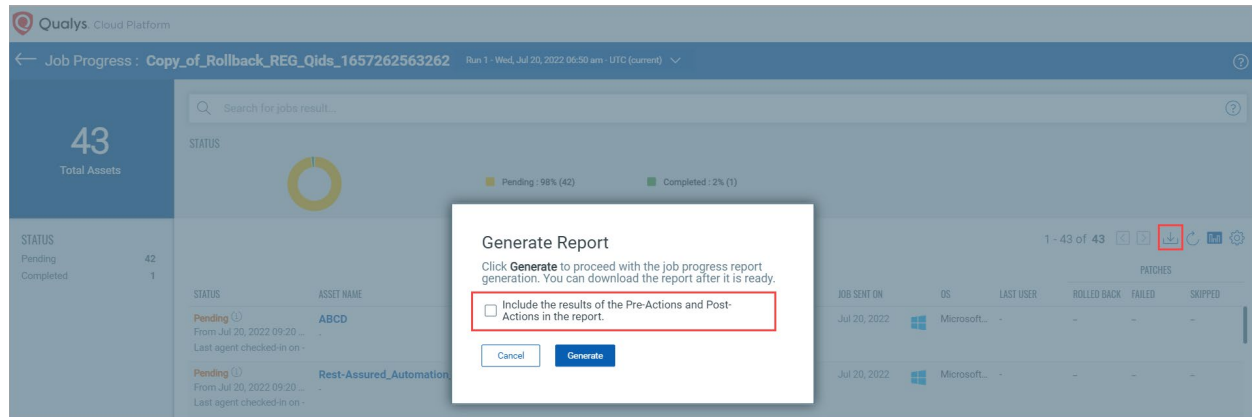 Qualys. Cloud Platform
Job Progress : Copy_of_Rollback_REG_Qids_1657262563262 Run 1 - Wed, Jul 20, 2022 06:50 am - UTC (current)
43
Total Assets
Search for jobs result...
STATUS
Pending : 98% (42) Completed : 2% (1)
STATUS
Pending 42
Completed 1
1 - 43 of 43
PATCHES
STATUS ASSET NAME JOB SENT ON OS LAST USER ROLLED BACK FAILED SKIPPED
Pending ABCD Jul 20, 2022 Microsoft... - - - -
From Jul 20, 2022 09:20 ... -
Last agent checked-in on -
Pending Rest-Assured_Automation_ Jul 20, 2022 Microsoft... - - - -
From Jul 20, 2022 09:20 ... -
Last agent checked-in on -
Generate Report
Click Generate to proceed with the job progress report
generation. You can download the report after it is ready.
Include the results of the Pre-Actions and Post-
Actions in the report.
Cancel Generate